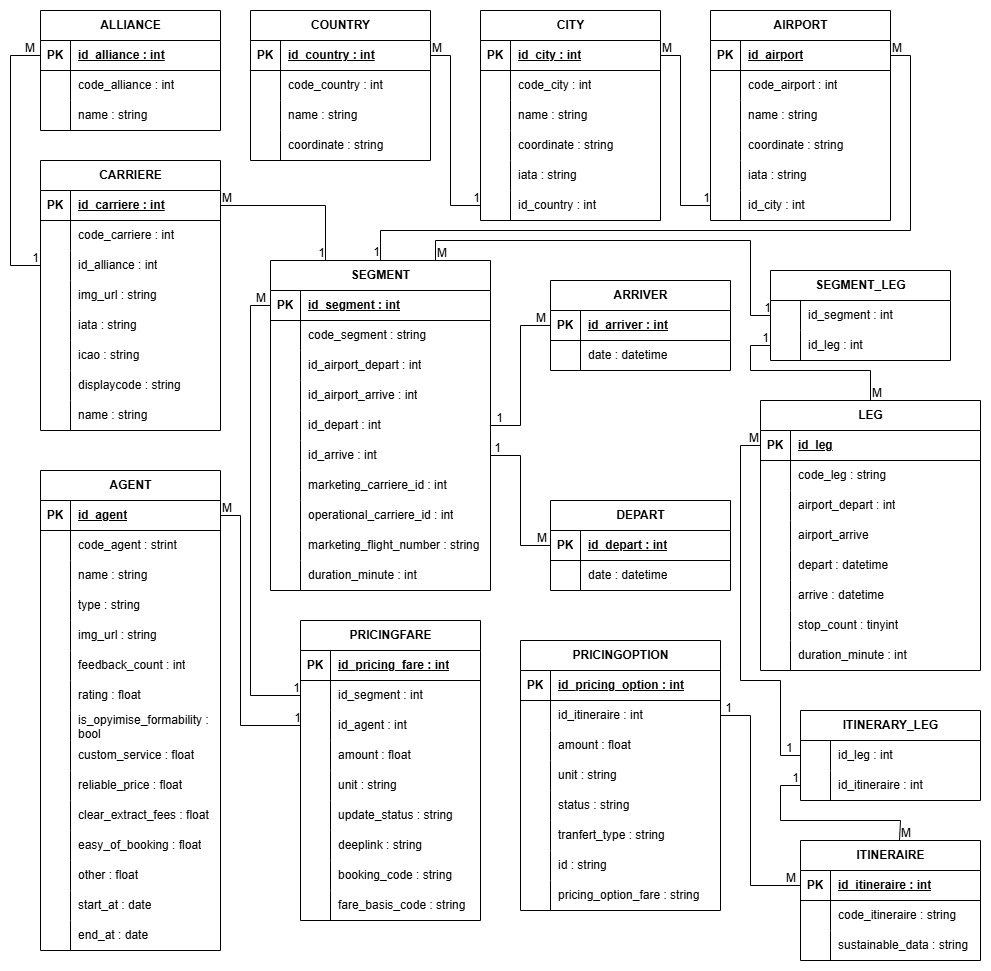 ALLIANCE
PK id_alliance : int
code_alliance : int
name : string
M
COUNTRY
PK id_country : int
code_country : int
name : string
coordinate : string
M
1
CITY
PK id_city : int
code_city : int
name : string
coordinate : string
iata : string
id_country : int
M
1
AIRPORT
PK id_airport
code_airport : int
name : string
coordinate : string
iata : string
id_city : int
M
CARRIERE
PK id_carriere : int
code_carriere : int
id_alliance : int
img_url : string
iata : string
icao : string
displaycode : string
name : string
1
M
1
1
M
SEGMENT
PK id_segment : int
code_segment : string
id_airport_depart : int
id_airport_arrive : int
id_depart : int
id_arrive : int
marketing_carriere_id : int
operational_carriere_id : int
marketing_flight_number : string
duration_minute : int
M
1
1
ARRIVER
PK id_arriver : int
date : datetime
M
SEGMENT_LEG
id_segment : int
id_leg : int
1
1
M
LEG
PK id_leg
code_leg : string
airport_depart : int
airport_arrive
depart : datetime
arrive : datetime
stop_count : tinyint
duration_minute : int
M
DEPART
PK id_depart : int
date : datetime
M
AGENT
PK id_agent
code_agent : strint
name : string
type : string
img_url : string
feedback_count : int
rating : float
is_opyimise_formability :
bool
custom_service : float
reliable_price : float
clear_extract_fees : float
easy_of_booking : float
other : float
start_at : date
end_at : date
M
PRICINGFARE
PK id_pricing_fare : int
id_segment : int
id_agent : int
amount : float
unit : string
update_status : string
deeplink : string
booking_code : string
fare_basis_code : string
1
1
PRICINGOPTION
PK id_pricing_option : int
id_itineraire : int
amount : float
unit : string
status : string
tranfert_type : string
id : string
pricing_option_fare : string
1
ITINERARY_LEG
id_leg : int
id_itineraire : int
1
1
M
ITINERAIRE
PK id_itineraire : int
code_itineraire : string
sustainable_data : string
M